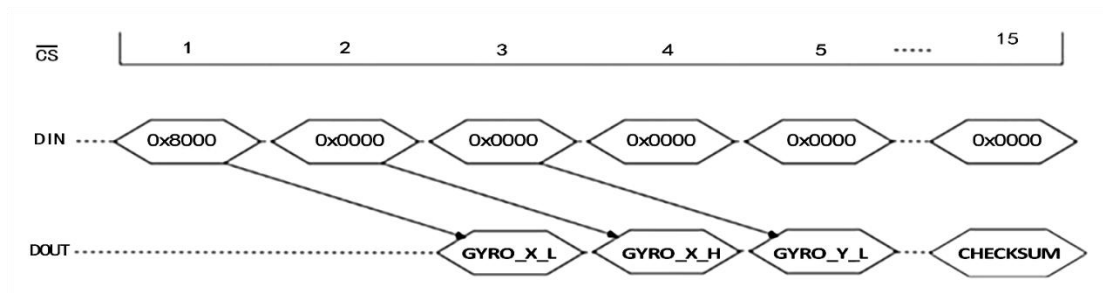 CS 1 2 3 4 5 ..... 15
DIN 0x8000 0x0000 0x0000 0x0000 0x0000 0x0000
DOUT GYRO_X_L GYRO_X_H GYRO_Y_L CHECKSUM